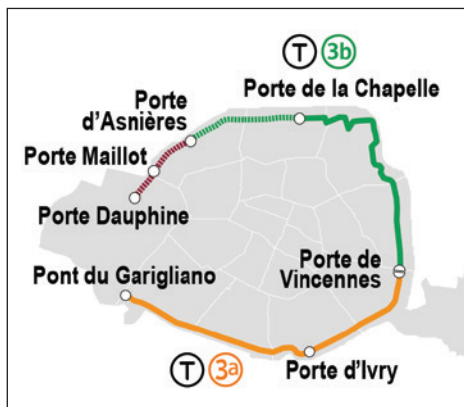 T 3b
Porte de la Chapelle
Porte
d'Asnières
Porte Maillot
Porte Dauphine
Porte de
Vincennes
Pont du Garigliano
T 3a
Porte d'Ivry